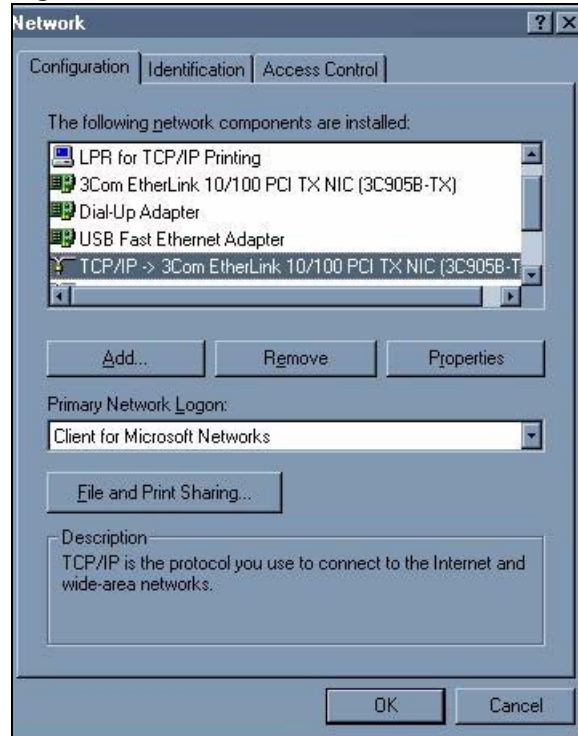 Network
Configuration Identification Access Control
The following network components are installed:
LPR for TCP/IP Printing
3Com EtherLink 10/100 PCI TX NIC (3C905B-TX)
Dial-Up Adapter
USB Fast Ethernet Adapter
TCP/IP -> 3Com EtherLink 10/100 PCI TX NIC (3C905B-T
Add... Remove Properties
Primary Network Logon:
Client for Microsoft Networks
File and Print Sharing...
Description
TCP/IP is the protocol you use to connect to the Internet and
wide-area networks.
OK Cancel